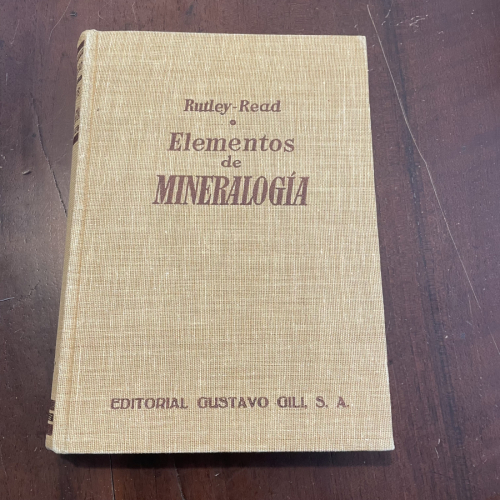 Rutley-Read
Elementos
de
MINERALOGÍA
EDITORIAL GUSTAVO GILI, S. A.